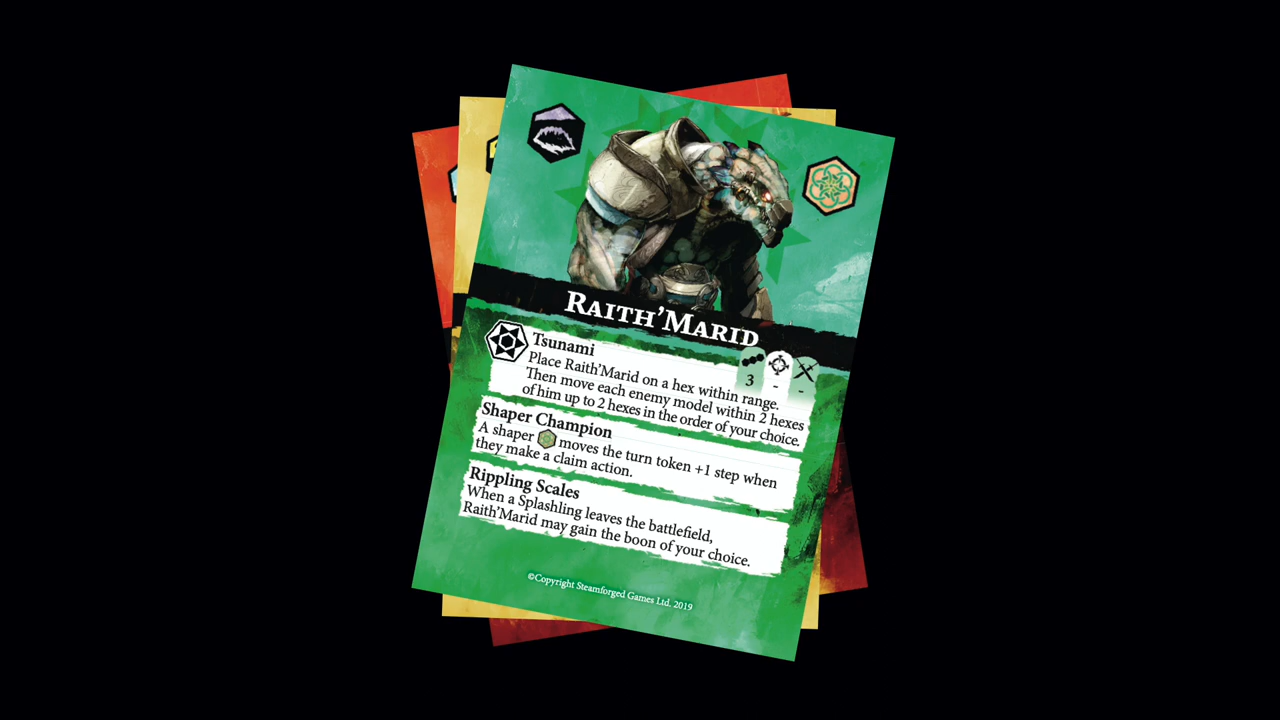 RAITH'MARID
Tsunami
Place Raith'Marid on a hex within range.
Then move each enemy model within 2 hexes
of him up to 2 hexes in the order of your choice.
3 - -
Shaper Champion
A shaper moves the turn token +1 step when
they make a claim action.
Rippling Scales
When a Splashling leaves the battlefield,
Raith'Marid may gain the boon of your choice.
©Copyright Steamforged Games Ltd. 2019